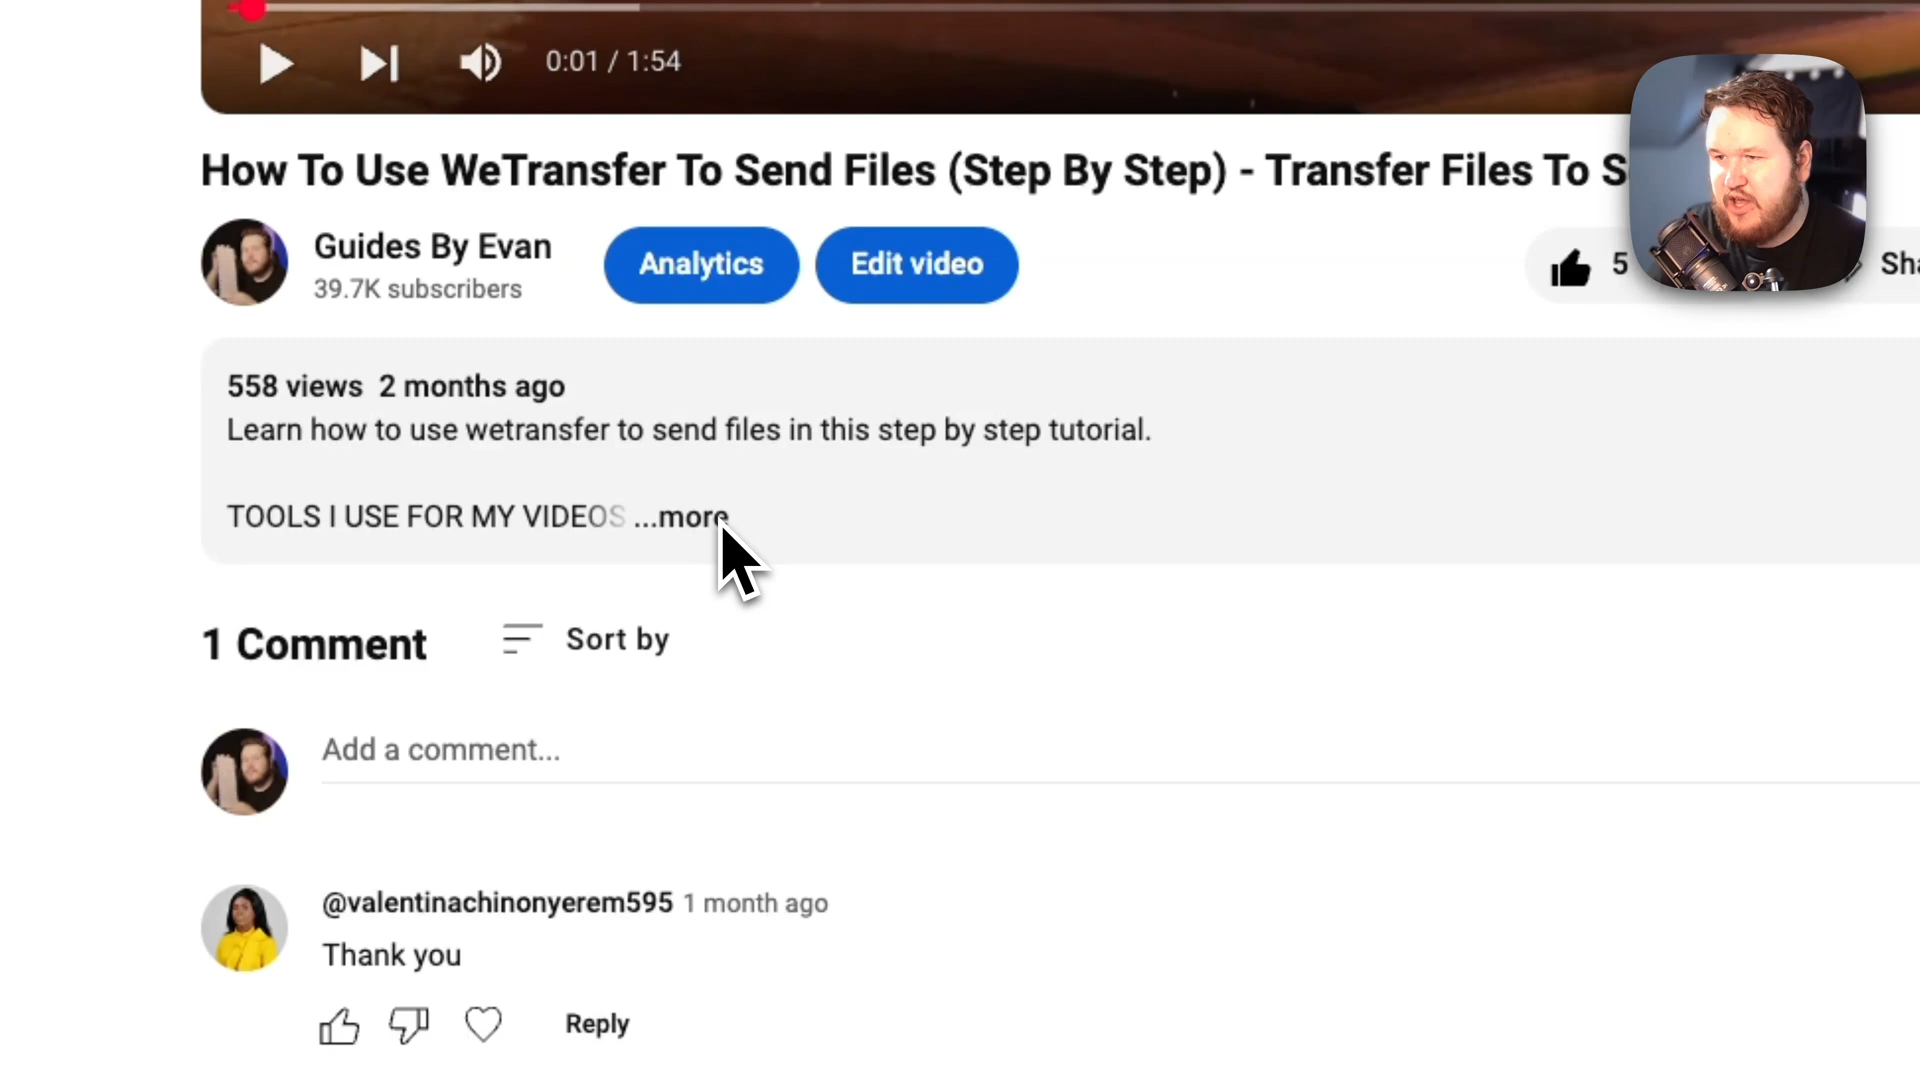 0:01 / 1:54
How To Use WeTransfer To Send Files (Step By Step) - Transfer Files To S
Guides By Evan
39.7K subscribers
Analytics
Edit video
5
Sha
558 views 2 months ago
Learn how to use wetransfer to send files in this step by step tutorial.
TOOLS I USE FOR MY VIDEOS ...more
1 Comment
Sort by
Add a comment...
@valentinachinonyerem595 1 month ago
Thank you
Reply